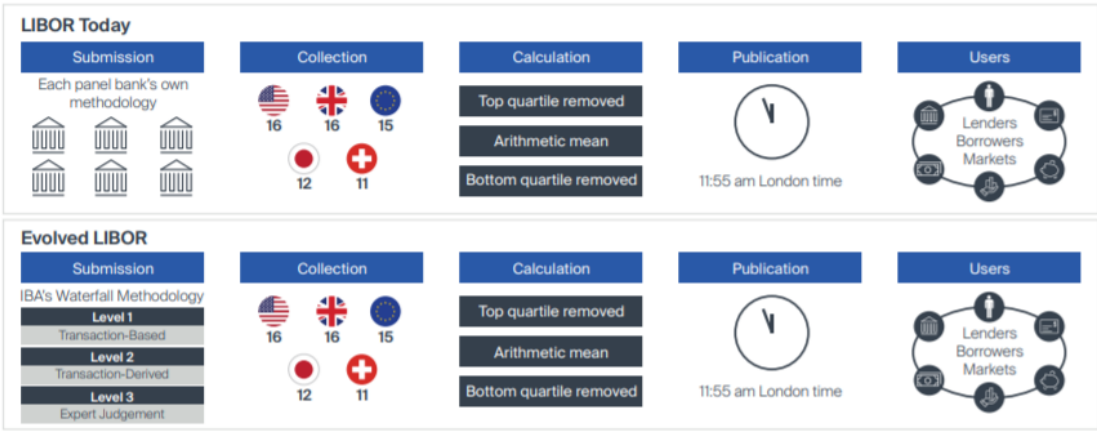 LIBOR Today
Submission
Collection
Calculation
Publication
Users
Each panel bank's own
methodology
16
16
15
12
11
Top quartile removed
Arithmetic mean
Bottom quartile removed
11:55 am London time
Lenders
Borrowers
Markets
Evolved LIBOR
Submission
Collection
Calculation
Publication
Users
IBA's Waterfall Methodology
Level 1
Transaction-Based
Level 2
Transaction-Derived
Level 3
Expert Judgement
16
16
15
12
11
Top quartile removed
Arithmetic mean
Bottom quartile removed
11:55 am London time
Lenders
Borrowers
Markets